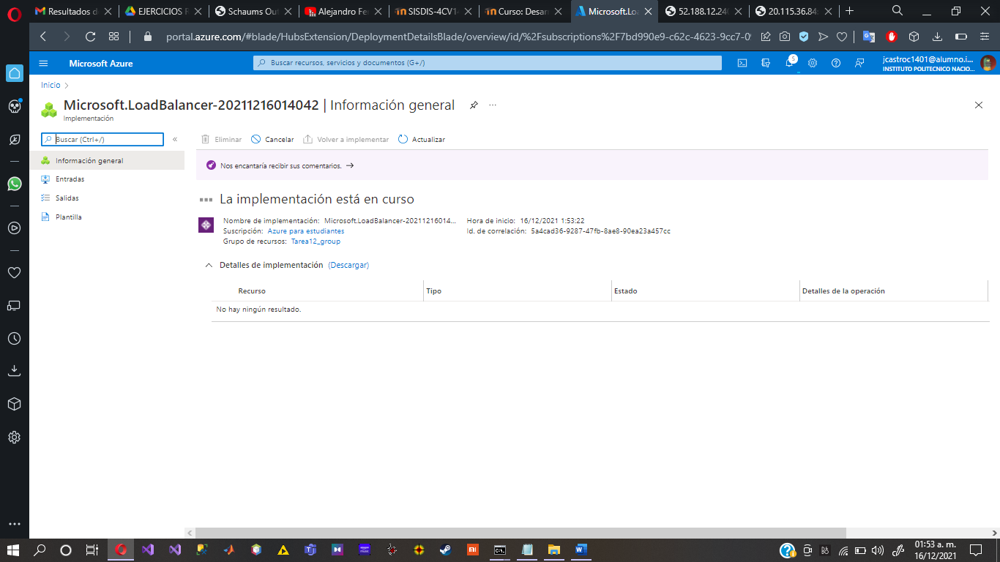 Resultados d
EJERCICIOS R
Schaums Out
Alejandro Fe
SISDIS-4CV1
Curso: Desar
Microsoft.Loa
52.188.12.24
20.115.36.84
portal.azure.com/#blade/HubsExtension/DeploymentDetailsBlade/overview/id/%2Fsubscriptions%2F7bd990e9-c62c-4623-9cc7-0
Microsoft Azure
Buscar recursos, servicios y documentos (G+/)
5
jcastroc1401@alumno.i...
INSTITUTO POLITECNICO NACIO...
Inicio
Microsoft.LoadBalancer-20211216014042 | Información general
Implementación
Buscar (Ctrl+/)
Eliminar
Cancelar
Volver a implementar
Actualizar
Información general
Entradas
Salidas
Plantilla
Nos encantaría recibir sus comentarios. →
La implementación está en curso
Nombre de implementación: Microsoft.LoadBalancer-20211216014...
Suscripción: Azure para estudiantes
Grupo de recursos: Tarea12_group
Hora de inicio: 16/12/2021 1:53:22
Id. de correlación: 5a4cad36-9287-47fb-8ae8-90ea23a457cc
Detalles de implementación (Descargar)
Recurso
Tipo
Estado
Detalles de la operación
No hay ningún resultado.
01:53 a. m.
16/12/2021